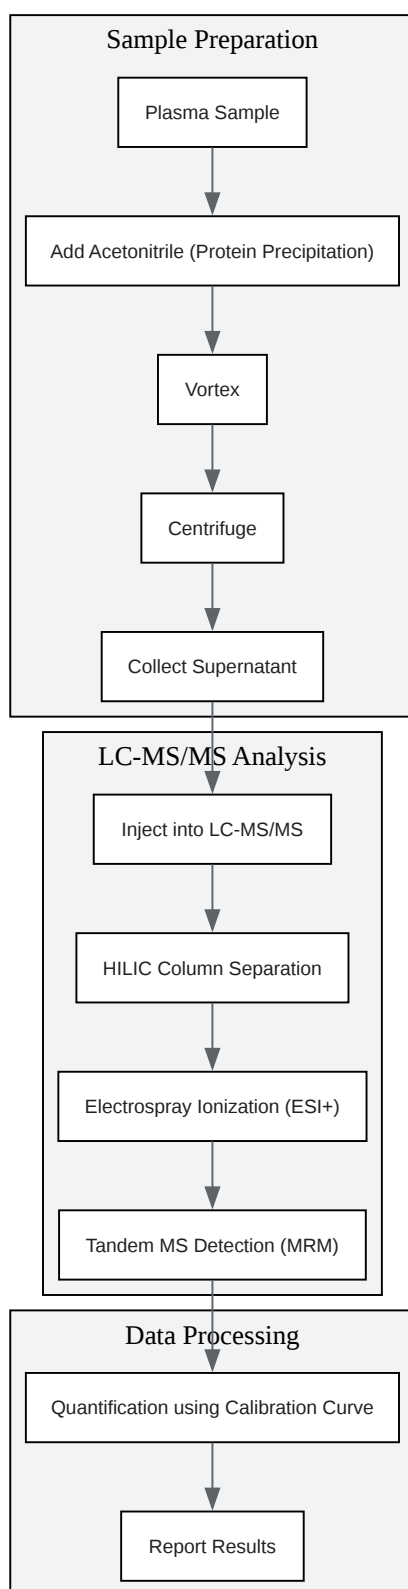 Sample Preparation
Plasma Sample
Add Acetonitrile (Protein Precipitation)
Vortex
Centrifuge
Collect Supernatant
LC-MS/MS Analysis
Inject into LC-MS/MS
HILIC Column Separation
Electrospray Ionization (ESI+)
Tandem MS Detection (MRM)
Data Processing
Quantification using Calibration Curve
Report Results